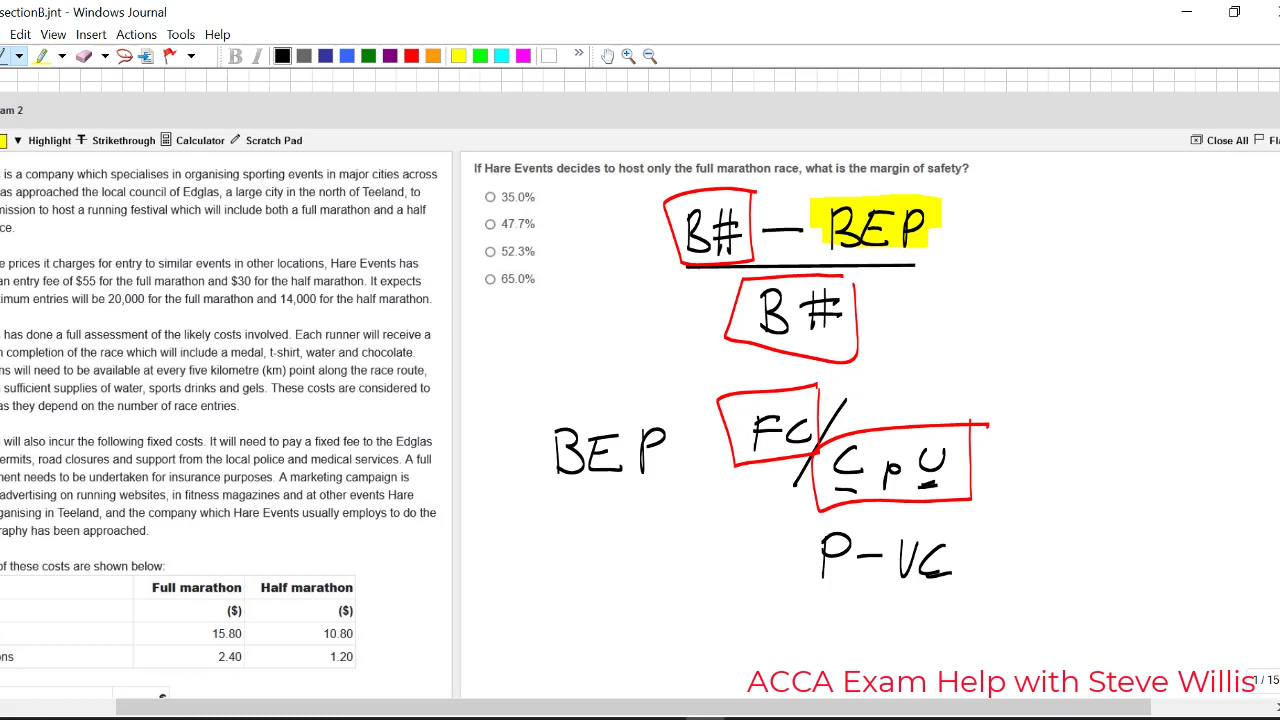 sectionB.jnt - Windows Journal
Edit View Insert Actions Tools Help
B I
»
am 2
Highlight T Strikethrough Calculator Scratch Pad Close All Fla
s is a company which specialises in organising sporting events in major cities across
as approached the local council of Edglas, a large city in the north of Teeland, to
mission to host a running festival which will include both a full marathon and a half
ce.
e prices it charges for entry to similar events in other locations, Hare Events has
an entry fee of $55 for the full marathon and $30 for the half marathon. It expects
ximum entries will be 20,000 for the full marathon and 14,000 for the half marathon.
has done a full assessment of the likely costs involved. Each runner will receive a
n completion of the race which will include a medal, t-shirt, water and chocolate.
ns will need to be available at every five kilometre (km) point along the race route,
sufficient supplies of water, sports drinks and gels. These costs are considered to
as they depend on the number of race entries.
will also incur the following fixed costs. It will need to pay a fixed fee to the Edglas
ermits, road closures and support from the local police and medical services. A full
ment needs to be undertaken for insurance purposes. A marketing campaign is
advertising on running websites, in fitness magazines and at other events Hare
ganising in Teeland, and the company which Hare Events usually employs to do the
graphy has been approached.
of these costs are shown below:
Full marathon Half marathon
($) ($)
15.80 10.80
ons 2.40 1.20
If Hare Events decides to host only the full marathon race, what is the margin of safety?
35.0%
47.7%
52.3%
65.0%
B# — BEP
B#
BEP FC/CpU
P-VC
ACCA Exam Help with Steve Willis
1 / 15